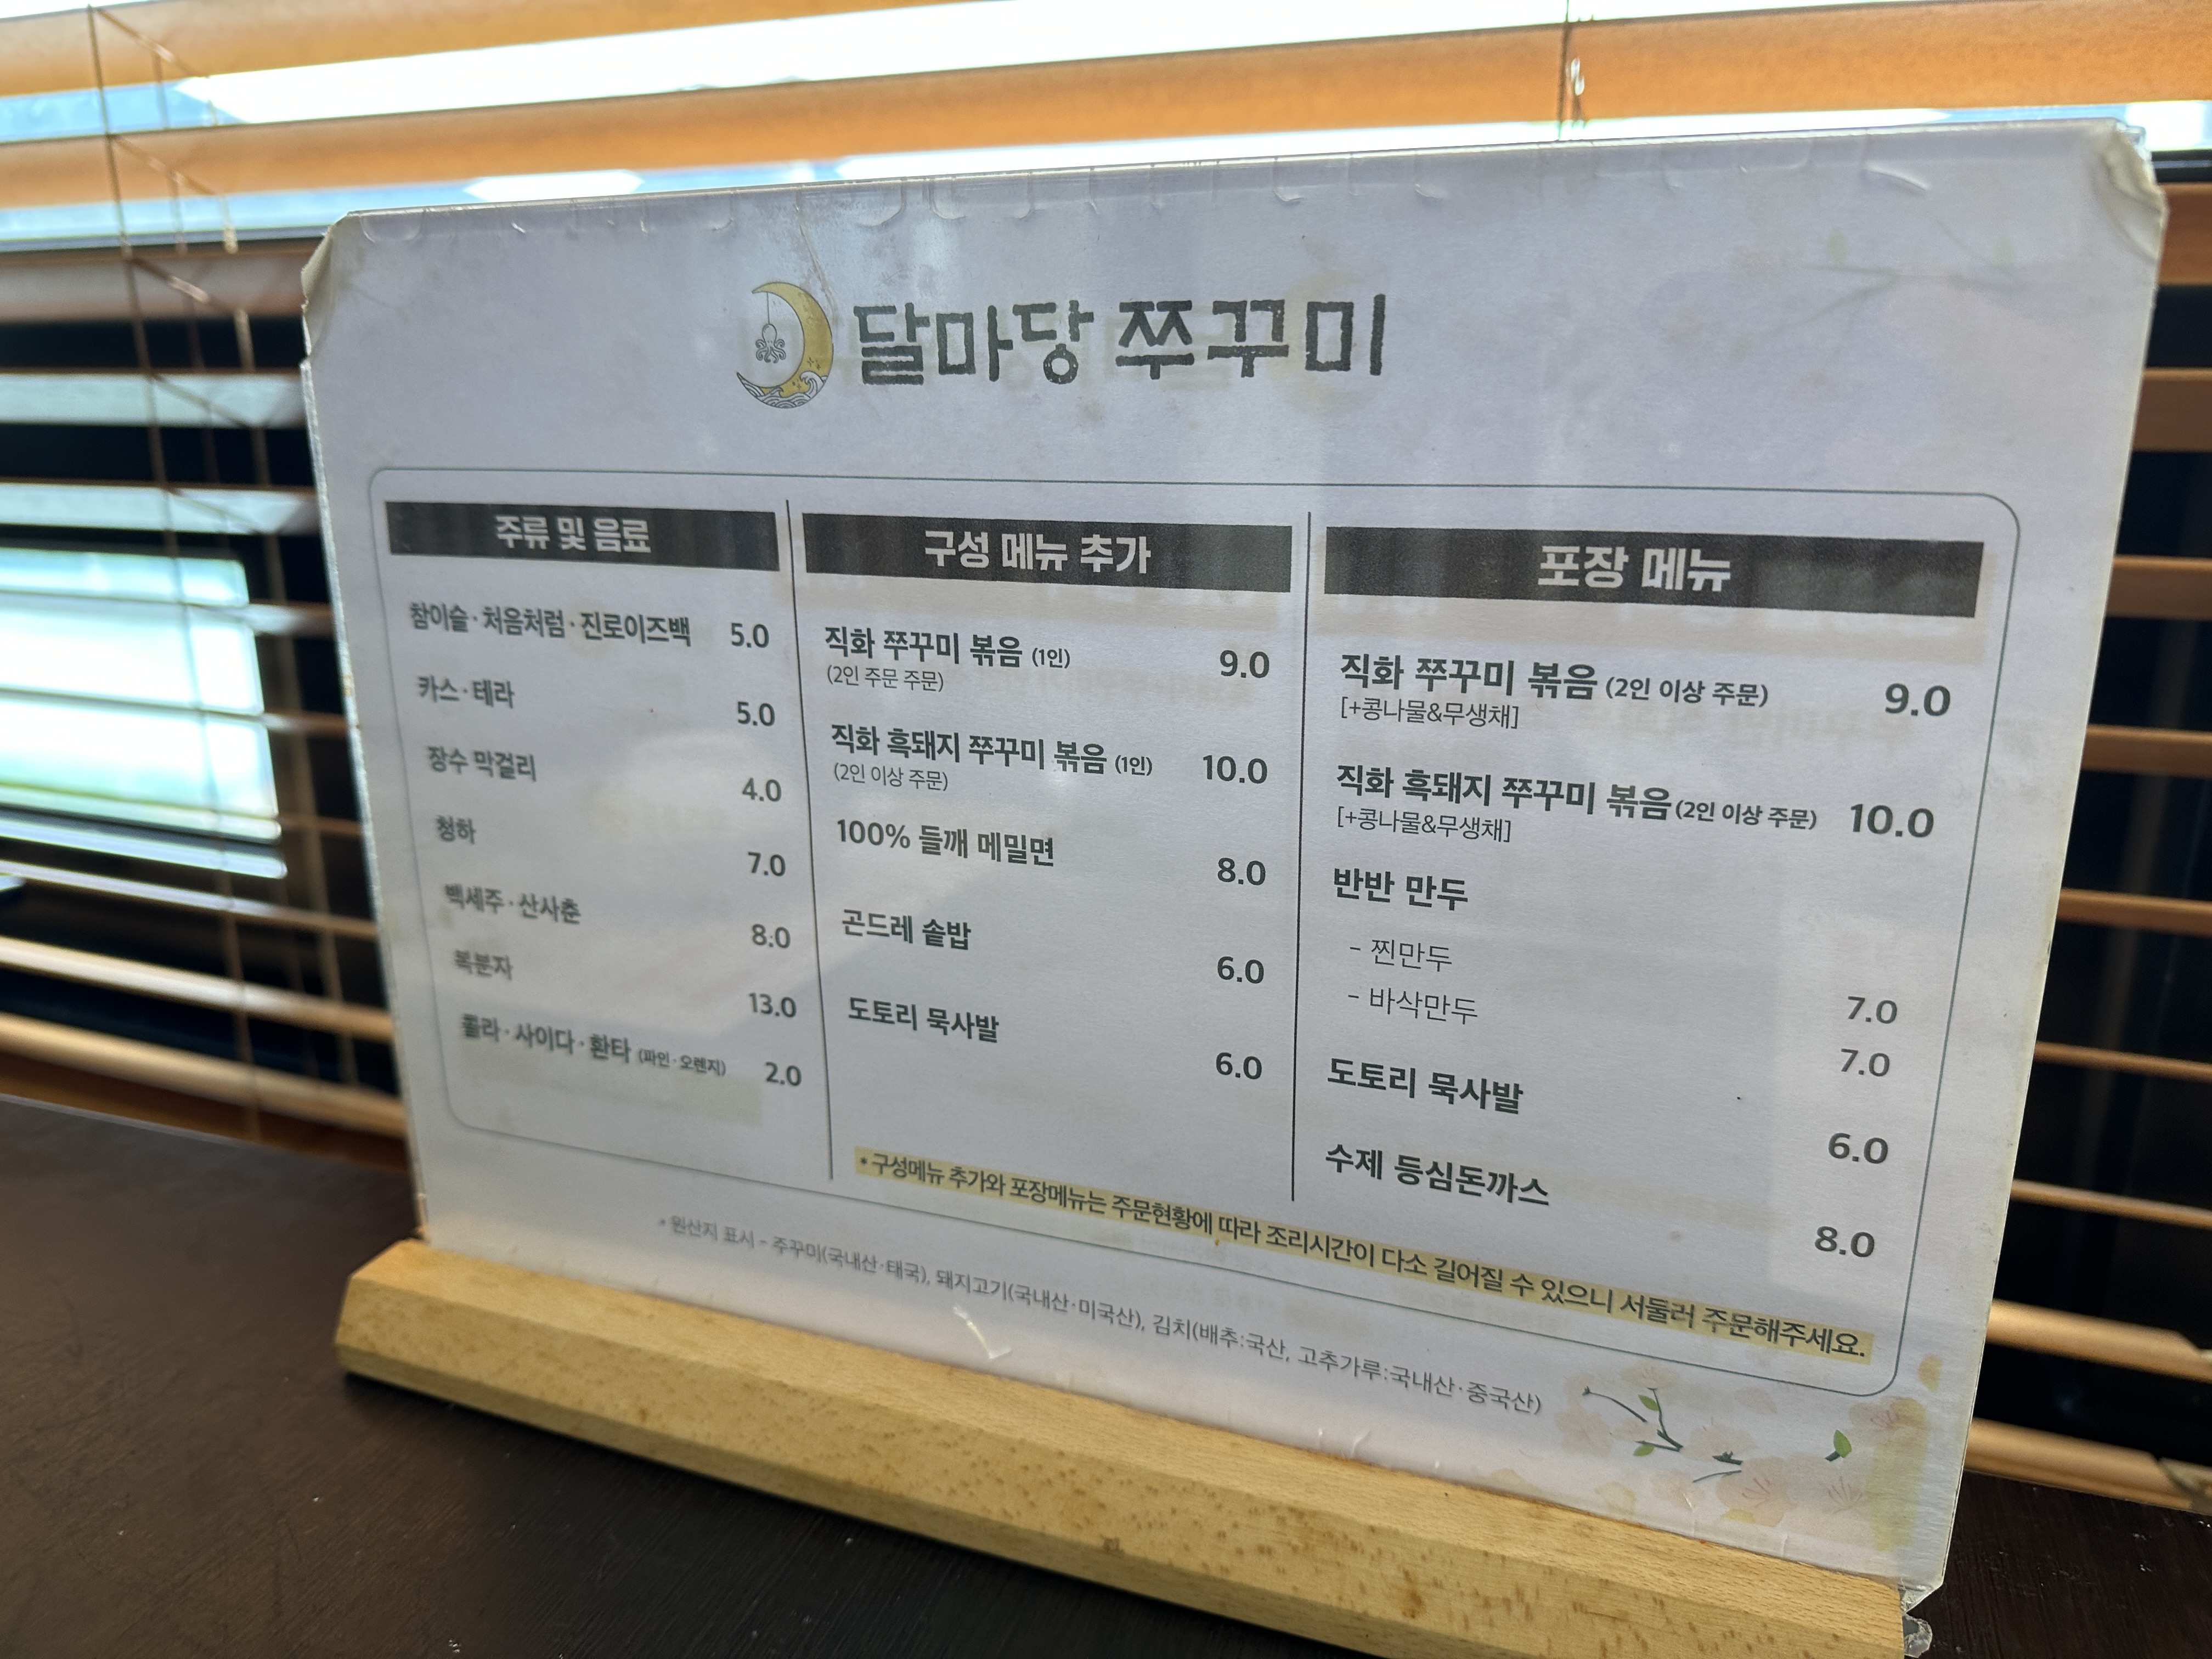 달마당 쭈꾸미
주류 및 음료
참이슬·처음처럼·진로이즈백 5.0
카스·테라 5.0
장수 막걸리 4.0
청하 7.0
백세주·산사춘 8.0
복분자 13.0
콜라·사이다·환타 (파인·오렌지) 2.0
구성 메뉴 추가
직화 쭈꾸미 볶음 (1인) 9.0
(2인 주문 주문)
직화 흑돼지 쭈꾸미 볶음 (1인) 10.0
(2인 이상 주문)
100% 들깨 메밀면 8.0
곤드레 솥밥 6.0
도토리 묵사발 6.0
포장 메뉴
직화 쭈꾸미 볶음 (2인 이상 주문) 9.0
[+콩나물&무생채]
직화 흑돼지 쭈꾸미 볶음 (2인 이상 주문) 10.0
[+콩나물&무생채]
반반 만두
- 찐만두 7.0
- 바삭만두 7.0
도토리 묵사발 6.0
수제 등심돈까스 8.0
* 구성메뉴 추가와 포장메뉴는 주문현황에 따라 조리시간이 다소 길어질 수 있으니 서둘러 주문해주세요.
* 원산지 표시 - 쭈꾸미(국내산·태국), 돼지고기(국내산·미국산), 김치(배추:국산, 고추가루:국내산·중국산)